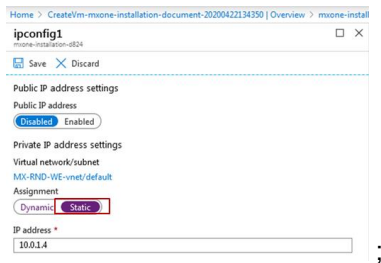 Home > CreateVm-mxone-installation-document-20200422134350 | Overview > mxone-install
ipconfig1
mxone-installation-d824
Save Discard
Public IP address settings
Public IP address
Disabled Enabled
Private IP address settings
Virtual network/subnet
MX-RND-WE-vnet/default
Assignment
Dynamic Static
IP address *
10.0.1.4
;